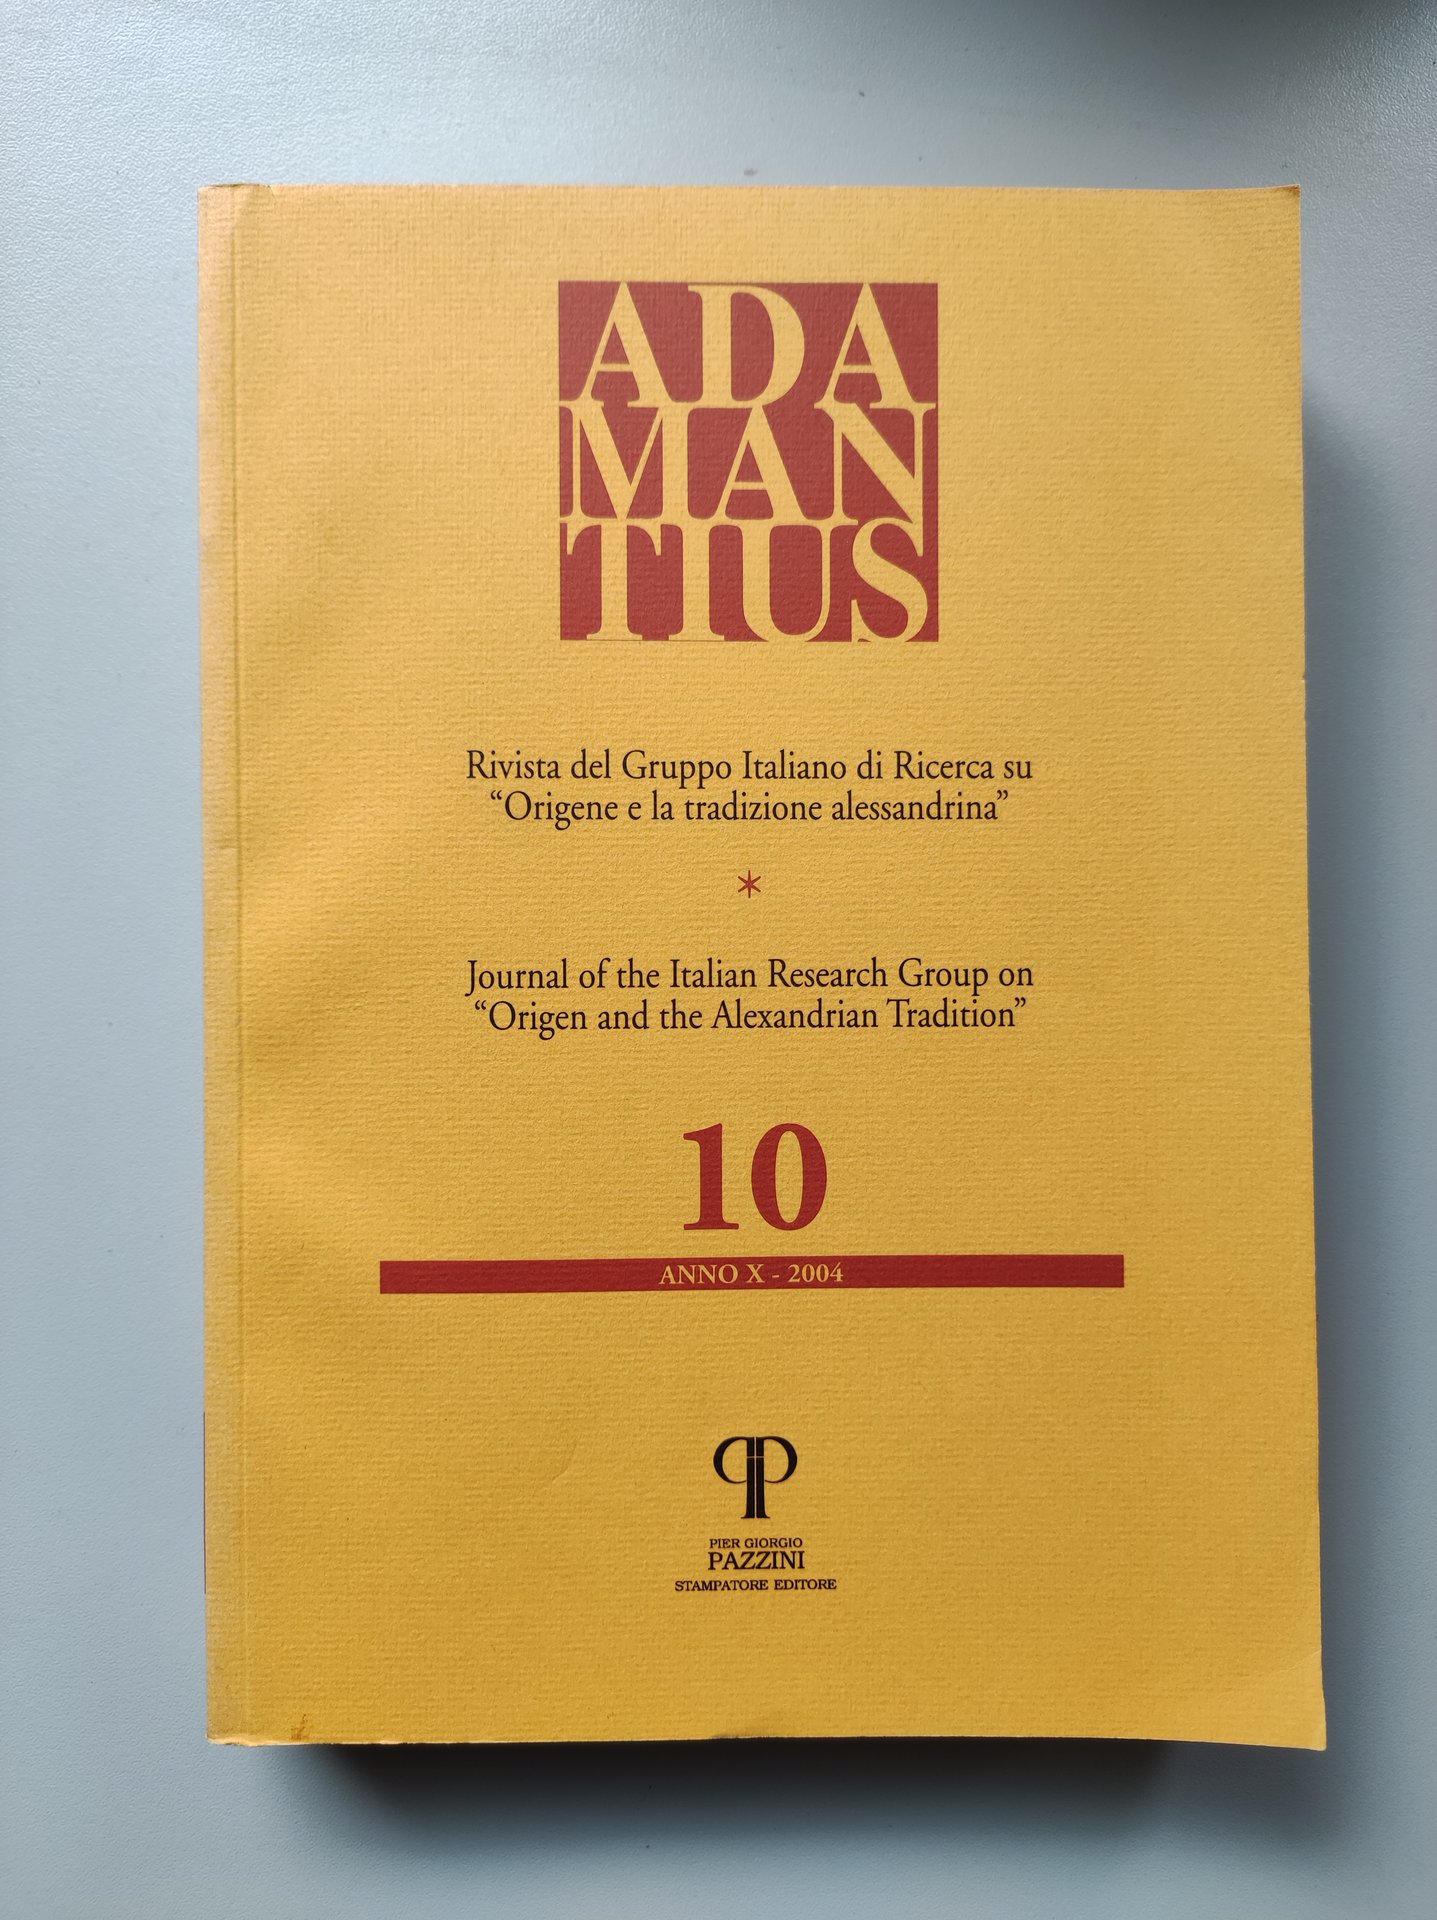 ADA
MAN
TIUS
Rivista del Gruppo Italiano di Ricerca su
“Origene e la tradizione alessandrina”
*
Journal of the Italian Research Group on
“Origen and the Alexandrian Tradition”
10
ANNO X - 2004
PIER GIORGIO
PAZZINI
STAMPATORE EDITORE